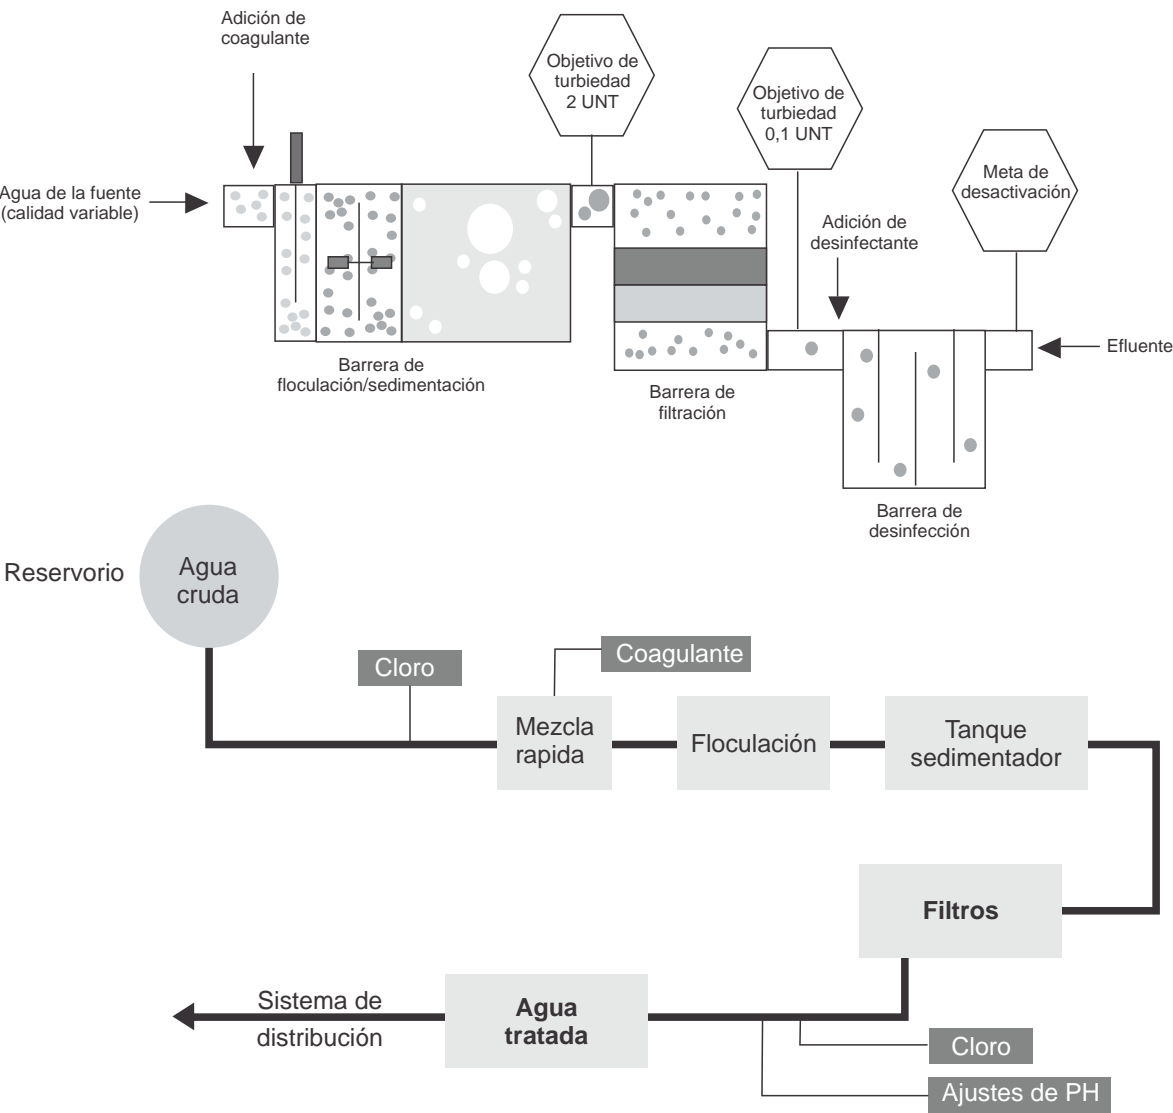 Adición de
coagulante
Objetivo de
turbiedad
2 UNT
Objetivo de
turbiedad
0,1 UNT
Meta de
desactivación
Agua de la fuente
(calidad variable)
Adición de
desinfectante
Efluente
Barrera de
floculación/sedimentación
Barrera de
filtración
Barrera de
desinfección
Reservorio
Agua
cruda
Cloro
Coagulante
Mezcla
rapida
Floculación
Tanque
sedimentador
Filtros
Sistema de
distribución
Agua
tratada
Cloro
Ajustes de PH